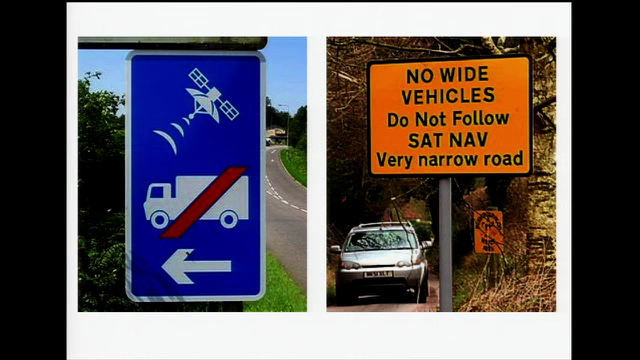 NO WIDE
VEHICLES
Do Not Follow
SAT NAV
Very narrow road